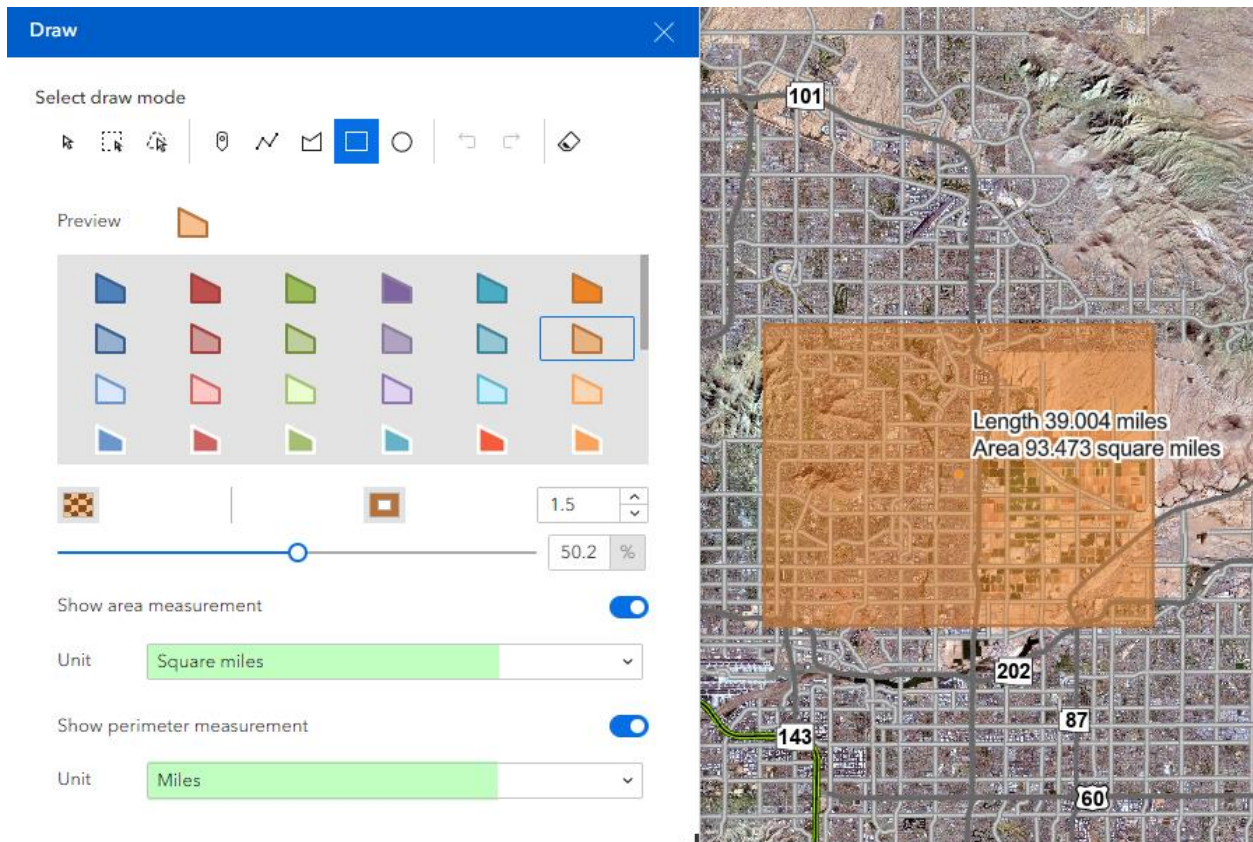 Draw
Select draw mode
Preview
1.5
50.2 %
Show area measurement
Unit Square miles
Show perimeter measurement
Unit Miles
101
Length 39.004 miles
Area 93.473 square miles
202
87
143
60